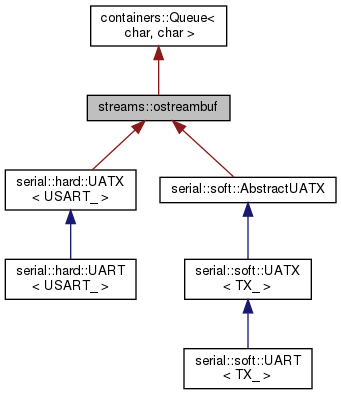 containers::Queue<
char, char >
streams::ostreambuf
serial::hard::UATX
< USART_ >
serial::soft::AbstractUATX
serial::hard::UART
< USART_ >
serial::soft::UATX
< TX_ >
serial::soft::UART
< TX_ >